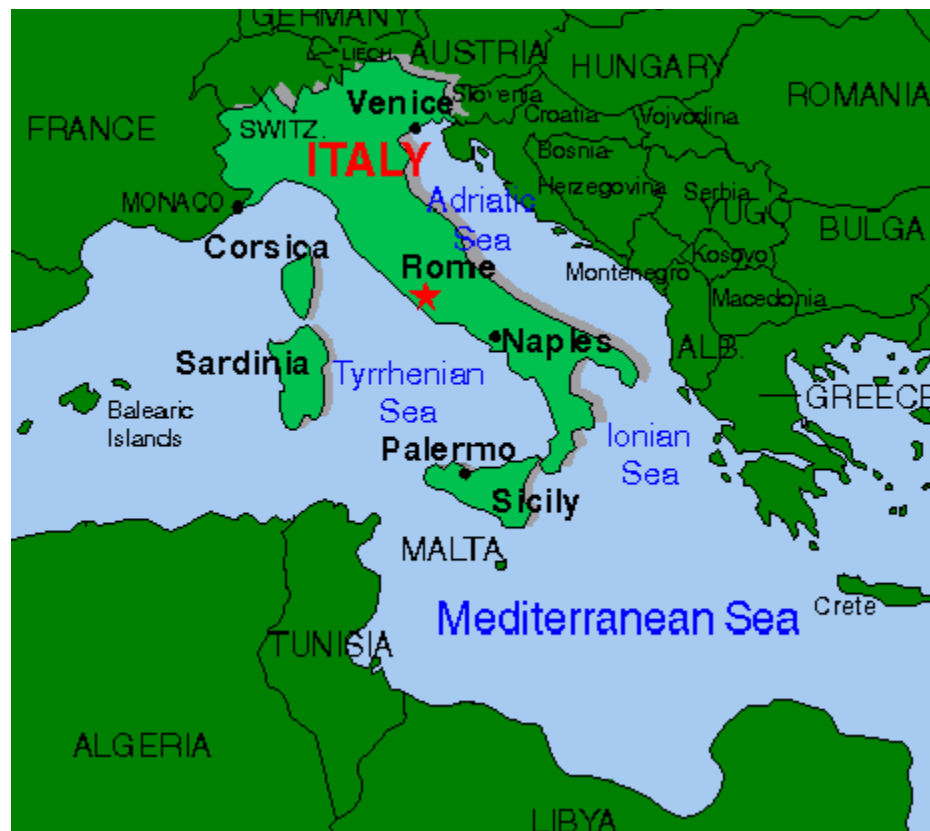 GERMANY
LIECH
AUSTRIA
HUNGARY
ROMANIA
Venice
Slovenia
Croatia
Vojvodina
FRANCE
SWITZ.
ITALY
Bosnia-
Herzegovina
Serbia
YUGO
MONACO
Adriatic
Sea
BULGA
Corsica
Rome
Montenegro
Kosovo
Macedonia
Naples
ALB.
Sardinia
Tyrrhenian
Sea
GREECE
Balearic
Islands
Ionian
Sea
Palermo
Sicily
MALTA
Crete
Mediterranean Sea
TUNISIA
ALGERIA
LIBYA